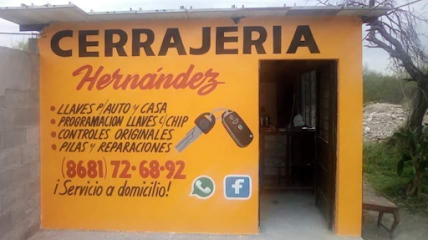 CERRAJERIA
Hernández
• LLAVES P/AUTO Y CASA
• PROGRAMACION LLAVES C/CHIP
• CONTROLES ORIGINALES
• PILAS Y REPARACIONES
(8681) 72-68-92
¡Servicio a domicilio!